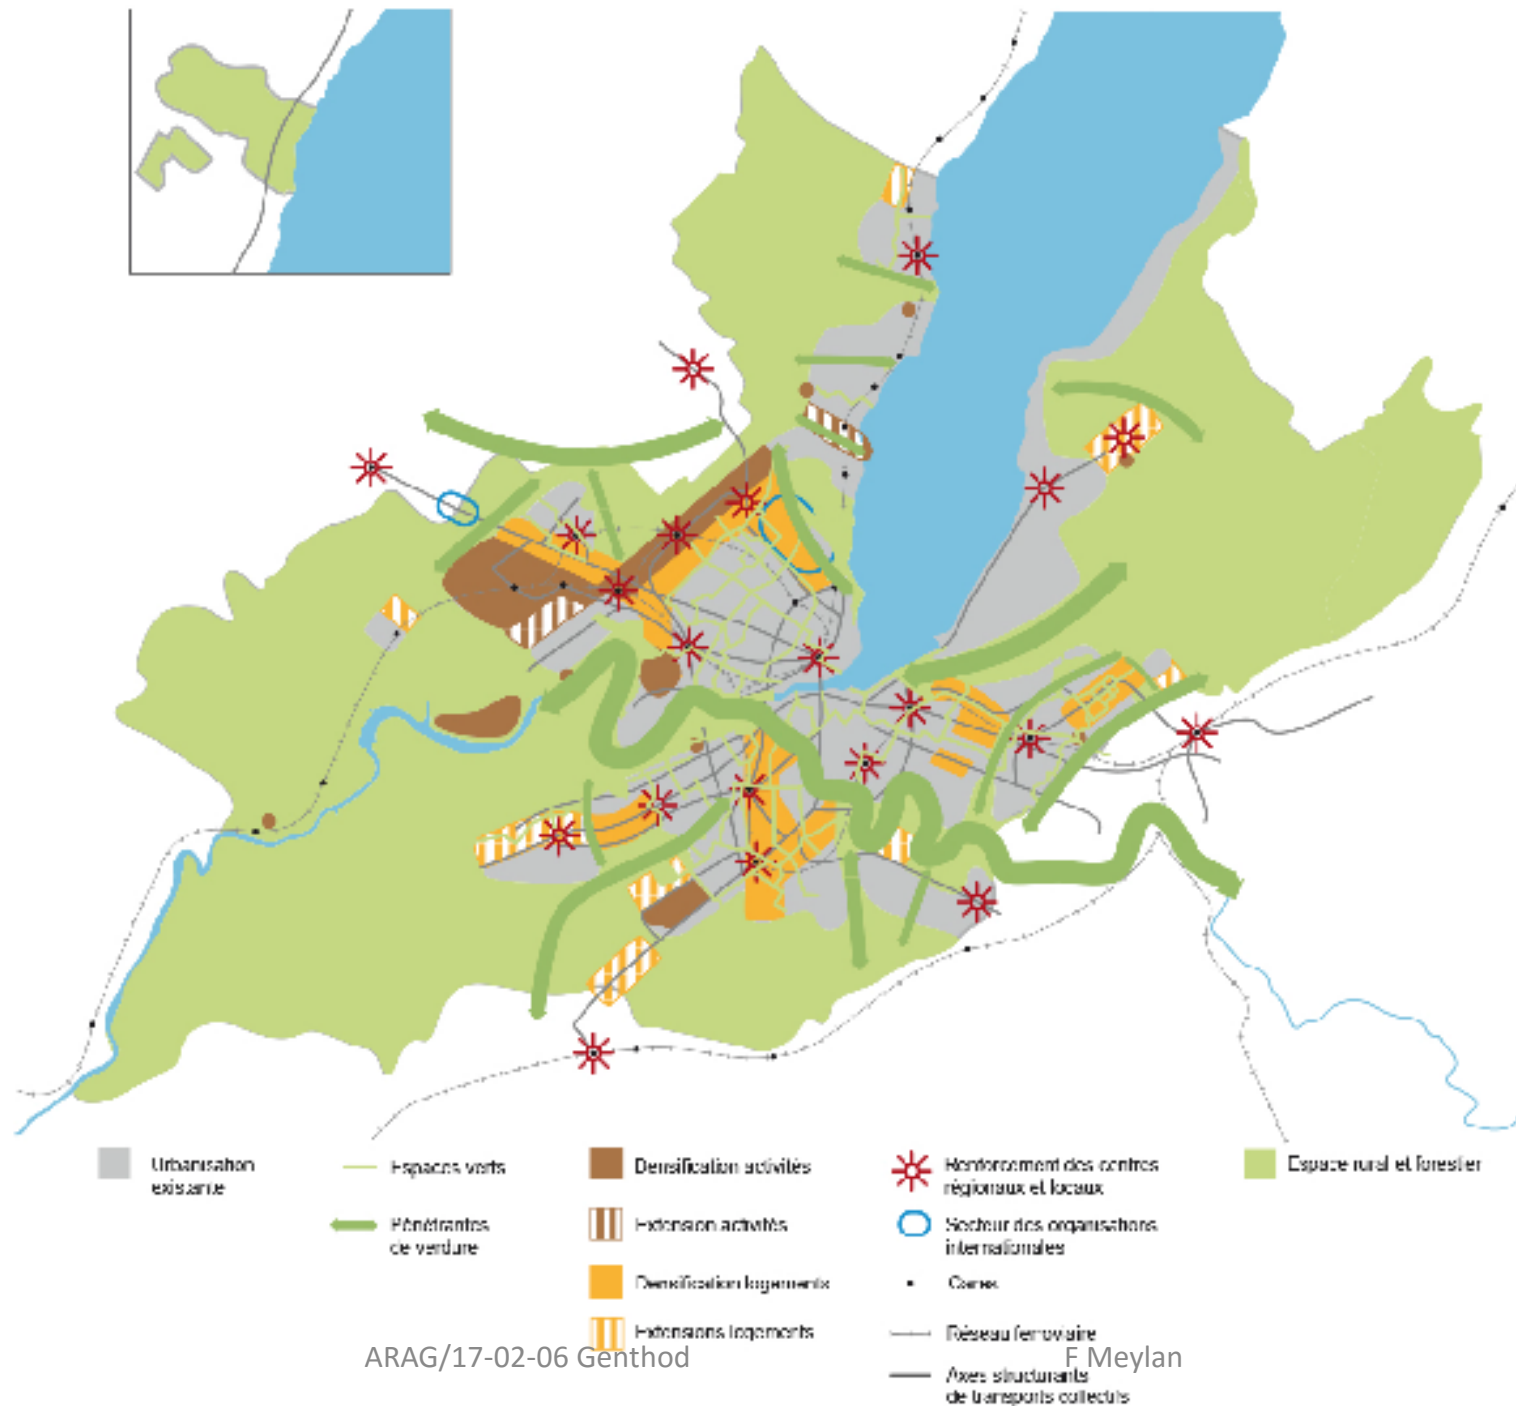 Urbanisation
existante
Espaces verts
Pénétrantes
de verdure
Densification activités
Extension activités
Densification logements
Extensions logements
Renforcement des centres
régionaux et locaux
Secteur des organisations
internationales
Gares
Réseau ferroviaire
Axes structurants
de transports collectifs
Espace rural et forestier
ARAG/17-02-06 Genthod
F Meylan